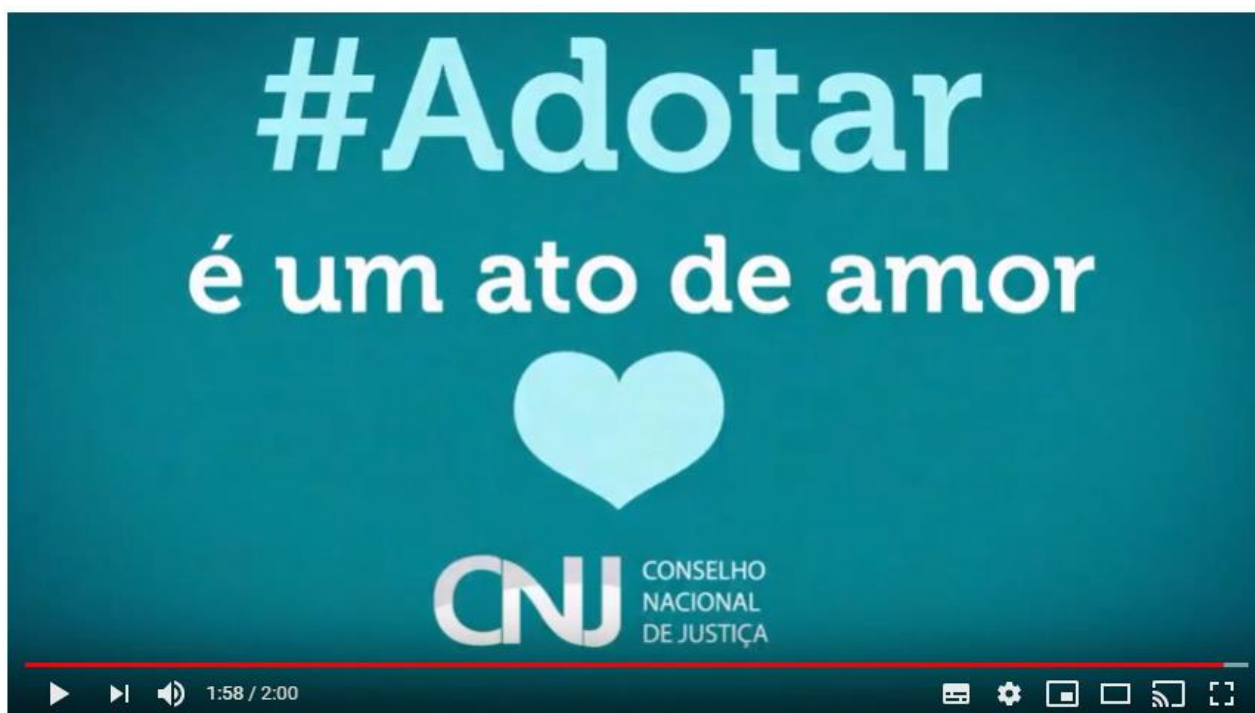 #Adotar
é um ato de amor
CNJ
CONSELHO
NACIONAL
DE JUSTIÇA
1:58 / 2:00